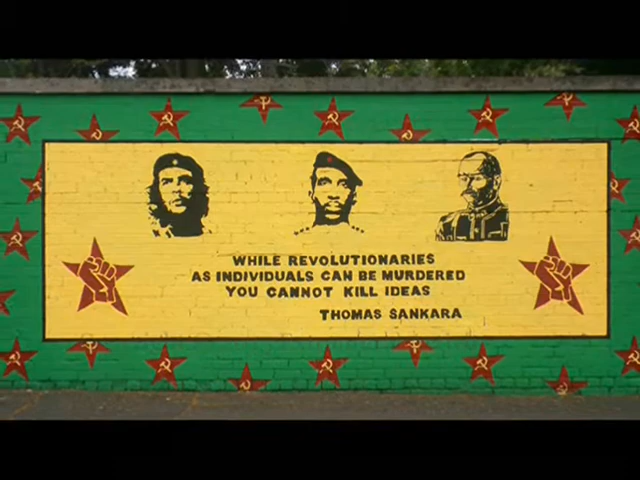 WHILE REVOLUTIONARIES
AS INDIVIDUALS CAN BE MURDERED
YOU CANNOT KILL IDEAS
THOMAS SANKARA